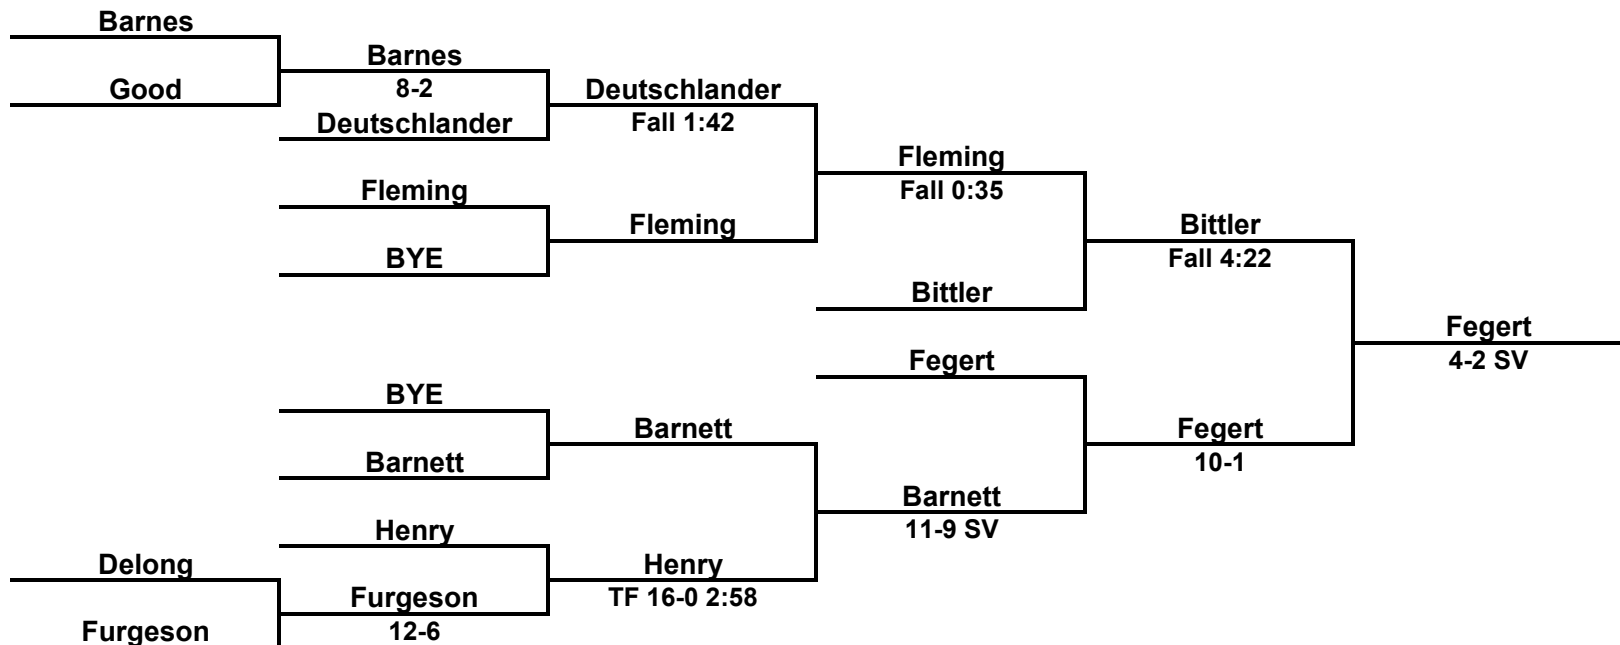 Barnes
Barnes
Good
8-2
Deutschlander
Deutschlander
Fall 1:42
Fleming
Fleming
Fall 0:35
Fleming
Bittler
BYE
Fall 4:22
Bittler
Fegert
Fegert
4-2 SV
BYE
Barnett
Fegert
Barnett
10-1
Barnett
Henry
11-9 SV
Delong
Henry
Furgeson
TF 16-0 2:58
Furgeson
12-6